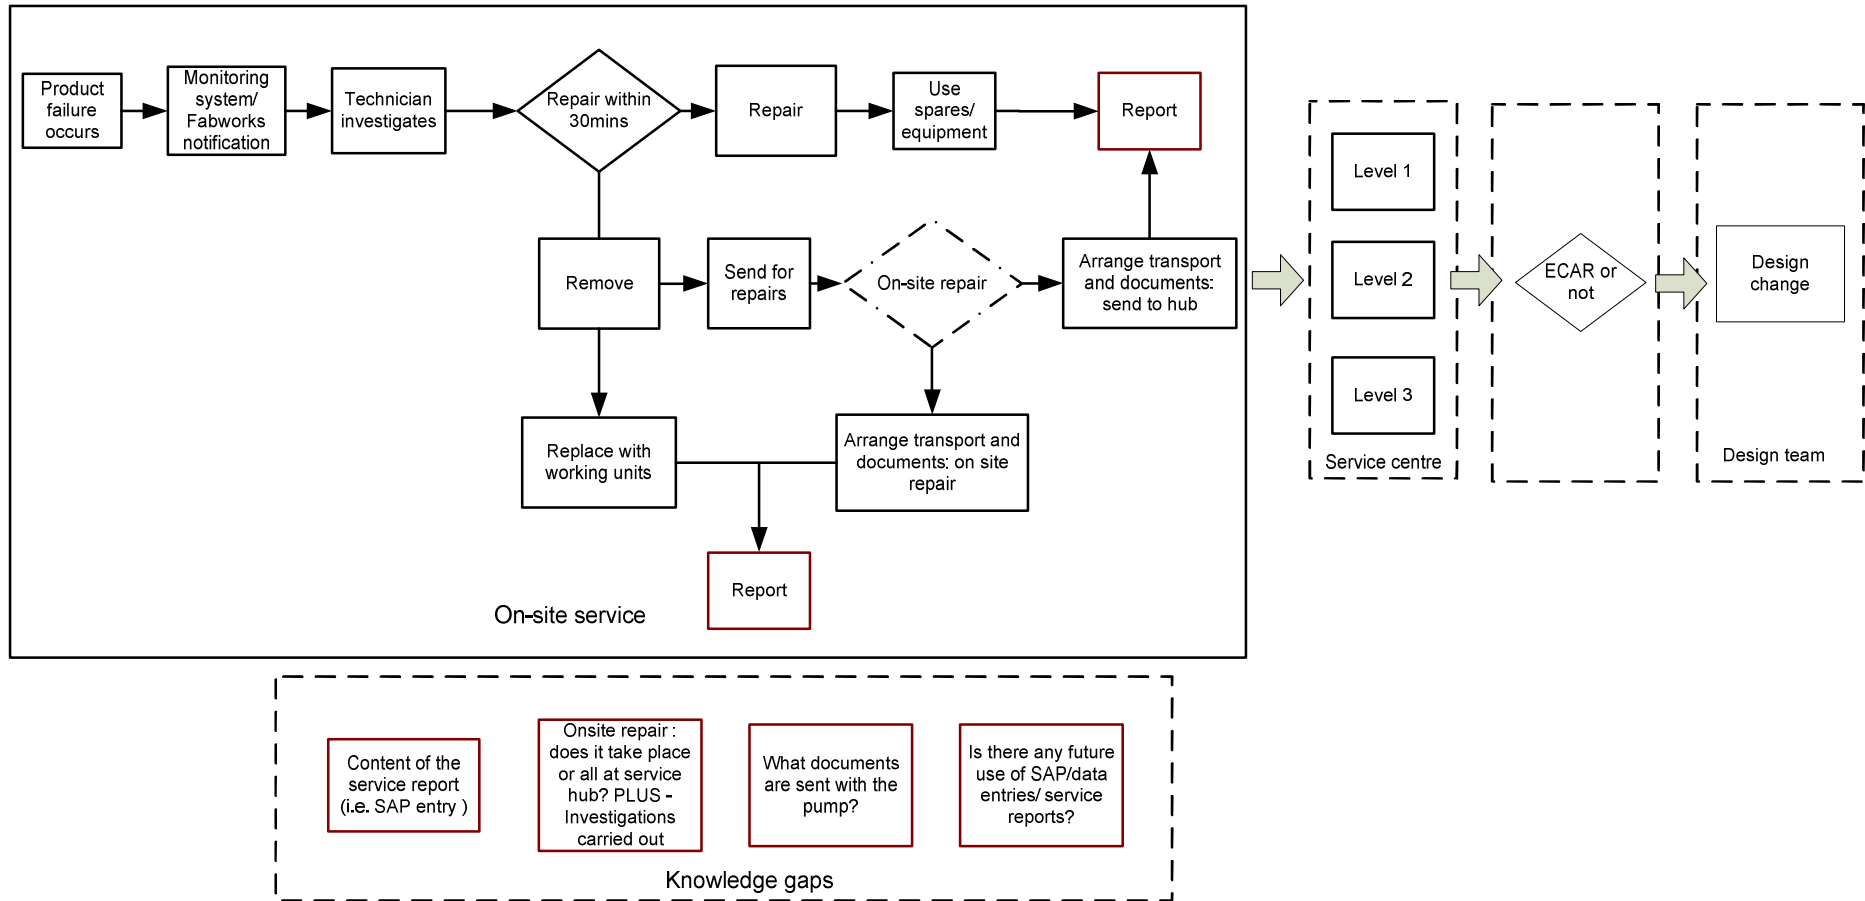 Product
failure
occurs
Monitoring
system/
Fabworks
notification
Technician
investigates
Repair within
30mins
Repair
Use
spares/
equipment
Report
Remove
Send for
repairs
On-site repair
Arrange transport
and documents:
send to hub
Replace with
working units
Arrange transport and
documents: on site
repair
Report
On-site service
Level 1
Level 2
Level 3
Service centre
ECAR or
not
Design
change
Design team
Content of the
service report
(i.e. SAP entry )
Onsite repair :
does it take place
or all at service
hub? PLUS -
Investigations
carried out
What documents
are sent with the
pump?
Is there any future
use of SAP/data
entries/ service
reports?
Knowledge gaps